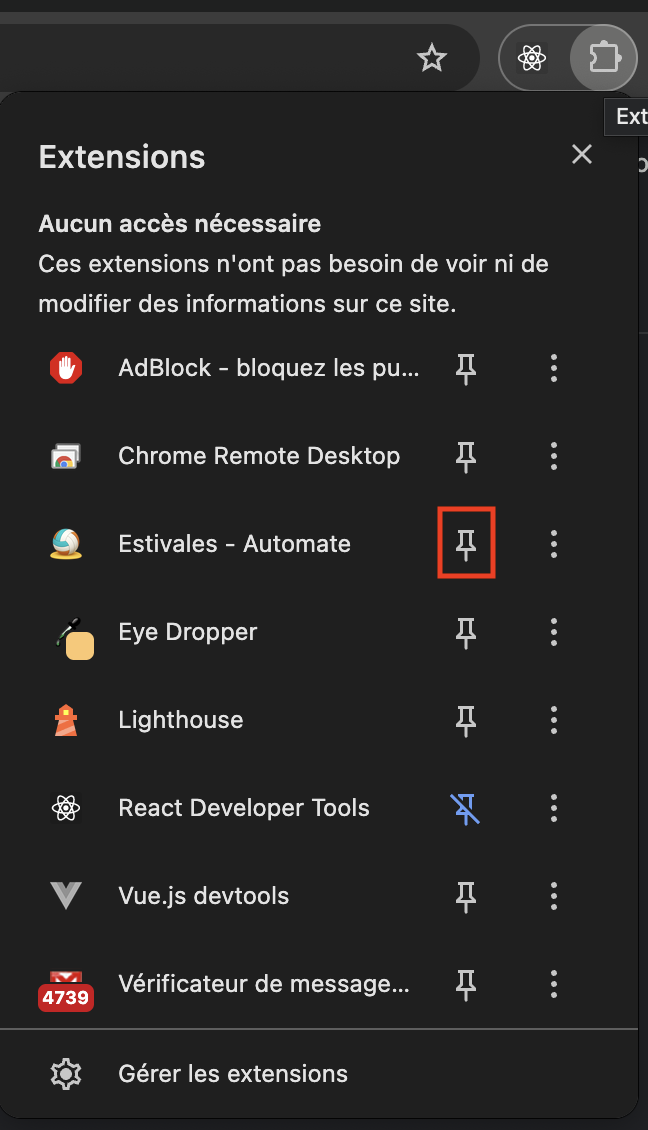 Ext
Extensions
Aucun accès nécessaire
Ces extensions n'ont pas besoin de voir ni de
modifier des informations sur ce site.
AdBlock - bloquez les pu...
Chrome Remote Desktop
Estivales - Automate
Eye Dropper
Lighthouse
React Developer Tools
Vue.js devtools
4739
Vérificateur de message...
Gérer les extensions